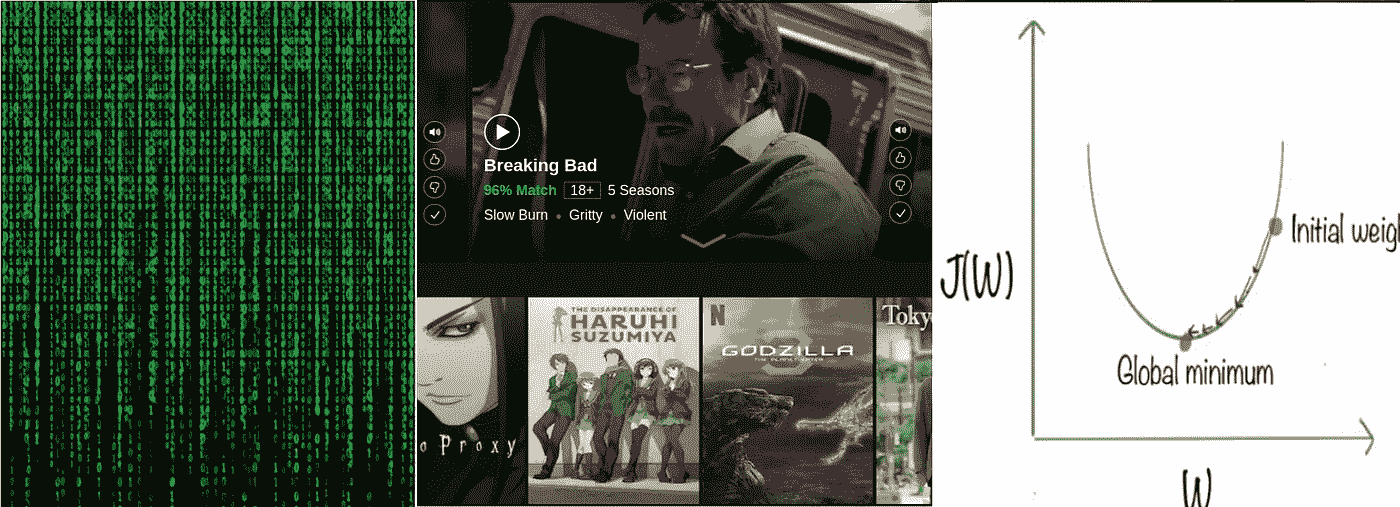 Breaking Bad
96% Match 18+ 5 Seasons
Slow Burn • Gritty • Violent
o Proxy
THE DISAPPEARANCE OF
HARUHI
SUZUMIYA
N
GODZILLA
Tokyo
J(W)
Initial weig
Global minimum
W